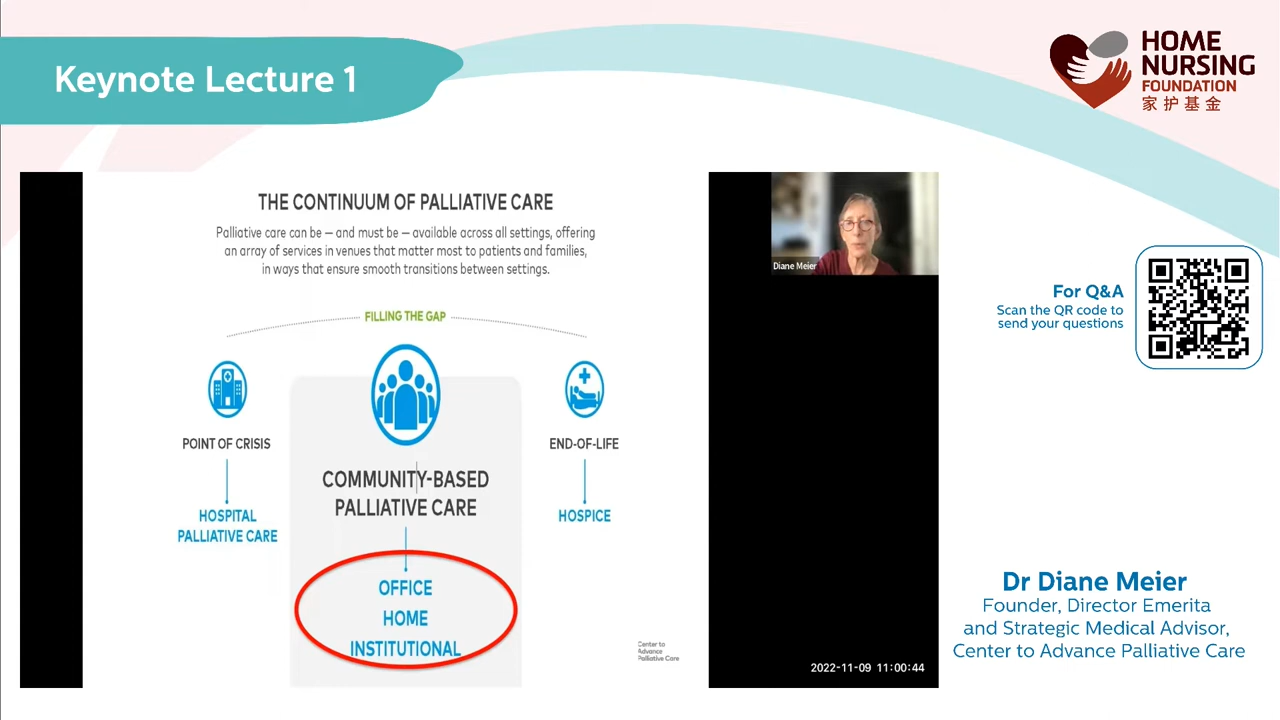 Keynote Lecture 1
HOME
NURSING
FOUNDATION
家护基金
THE CONTINUUM OF PALLIATIVE CARE
Palliative care can be — and must be — available across all settings, offering
an array of services in venues that matter most to patients and families,
in ways that ensure smooth transitions between settings.
FILLING THE GAP
POINT OF CRISIS
HOSPITAL
PALLIATIVE CARE
COMMUNITY-BASED
PALLIATIVE CARE
OFFICE
HOME
INSTITUTIONAL
END-OF-LIFE
HOSPICE
Center to
Advance
Palliative Care
Diane Meier
2022-11-09 11:00:44
For Q&A
Scan the QR code to
send your questions
Dr Diane Meier
Founder, Director Emerita
and Strategic Medical Advisor,
Center to Advance Palliative Care